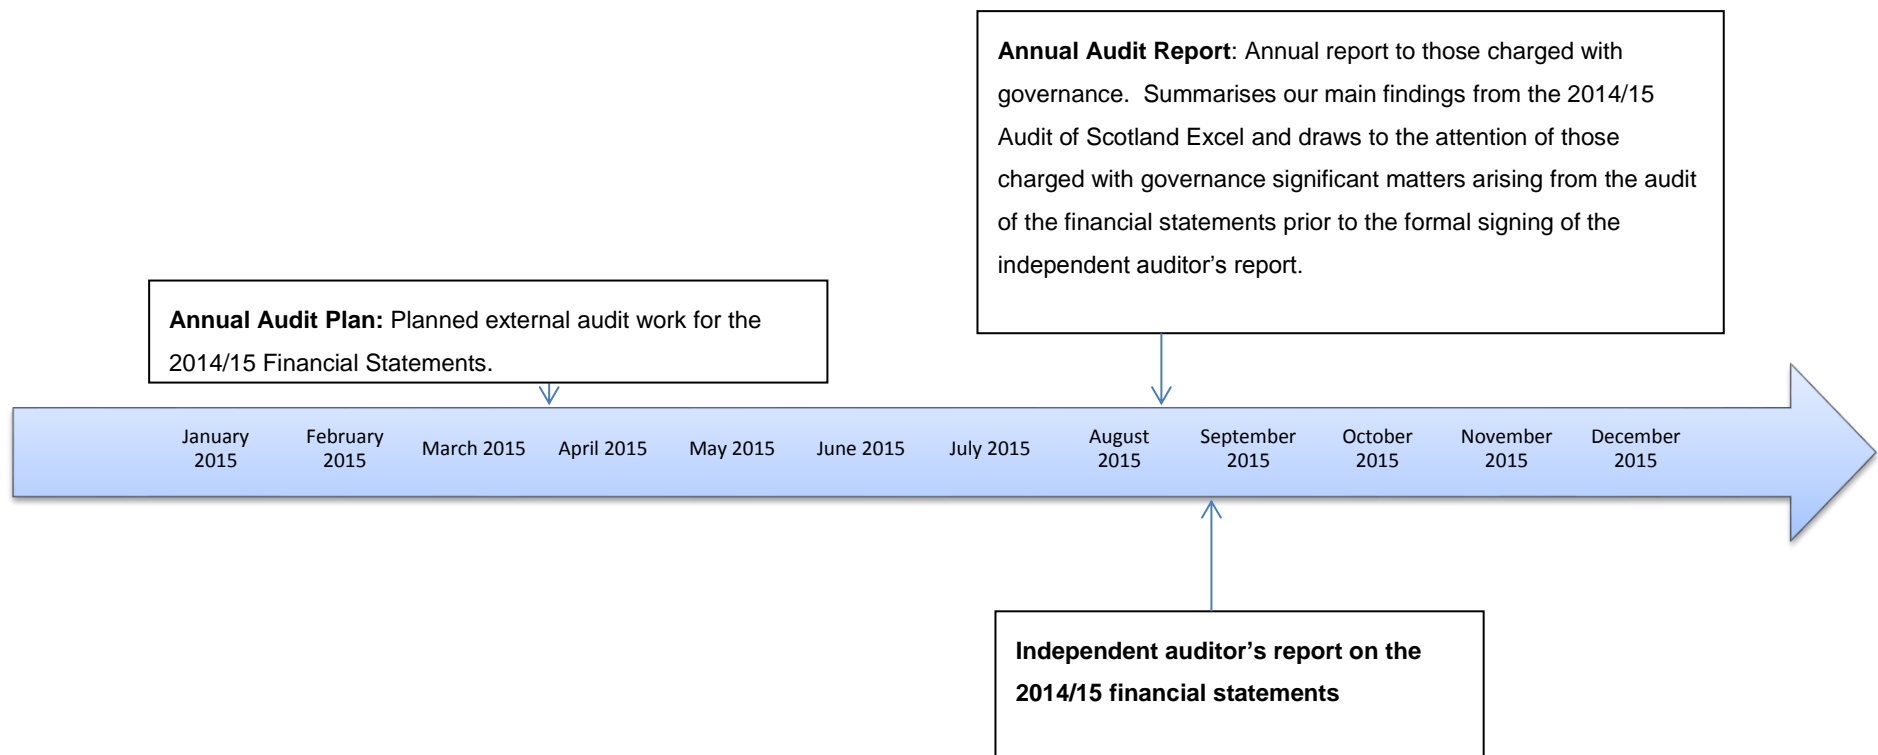 Annual Audit Report: Annual report to those charged with
governance.  Summarises our main findings from the 2014/15
Audit of Scotland Excel and draws to the attention of those
charged with governance significant matters arising from the audit
of the financial statements prior to the formal signing of the
independent auditor’s report.
Annual Audit Plan: Planned external audit work for the
2014/15 Financial Statements.
January
2015
February
2015
March 2015
April 2015
May 2015
June 2015
July 2015
August
2015
September
2015
October
2015
November
2015
December
2015
Independent auditor’s report on the
2014/15 financial statements